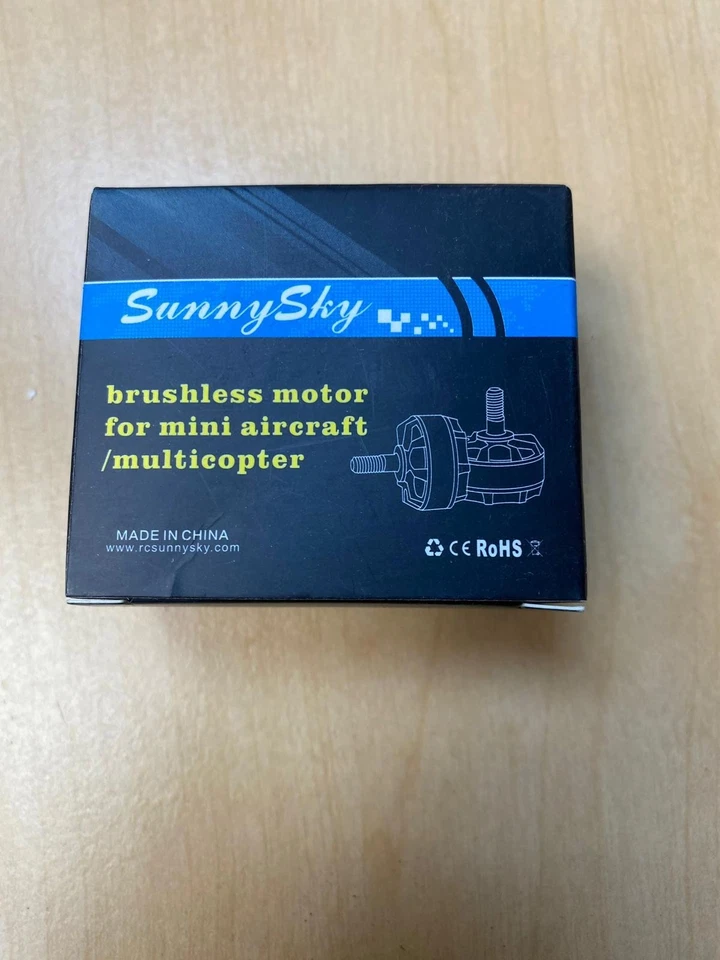 SunnySky
brushless motor
for mini aircraft
/multicopter
MADE IN CHINA
www.rcsunnysky.com
CE RoHS